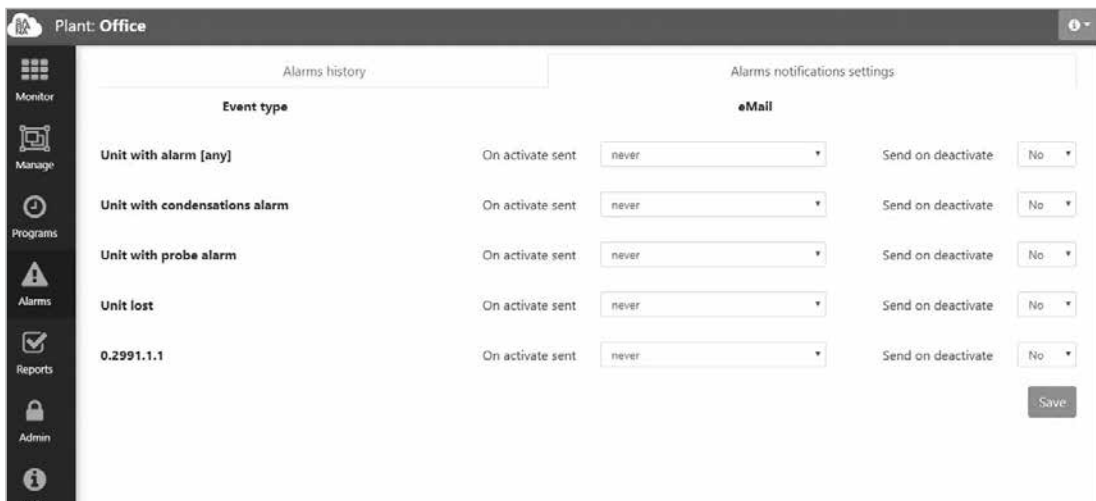 Plant: Office
Monitor
Manage
Programs
Alarms
Reports
Admin
Alarms history Alarms notifications settings
Event type eMail
Unit with alarm [any] On activate sent never Send on deactivate No
Unit with condensations alarm On activate sent never Send on deactivate No
Unit with probe alarm On activate sent never Send on deactivate No
Unit lost On activate sent never Send on deactivate No
0.2991.1.1 On activate sent never Send on deactivate No
Save